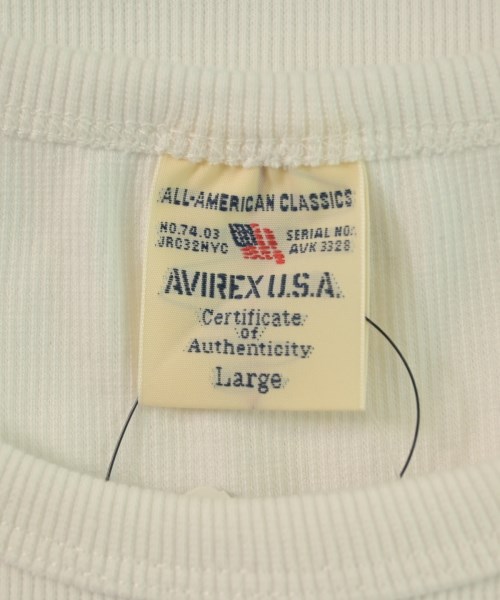 ALL-AMERICAN CLASSICS
NO.74.03 SERIAL NO:
JRC32NYC AVK 3328
AVIREX U.S.A.
Certificate
of
Authenticity
Large